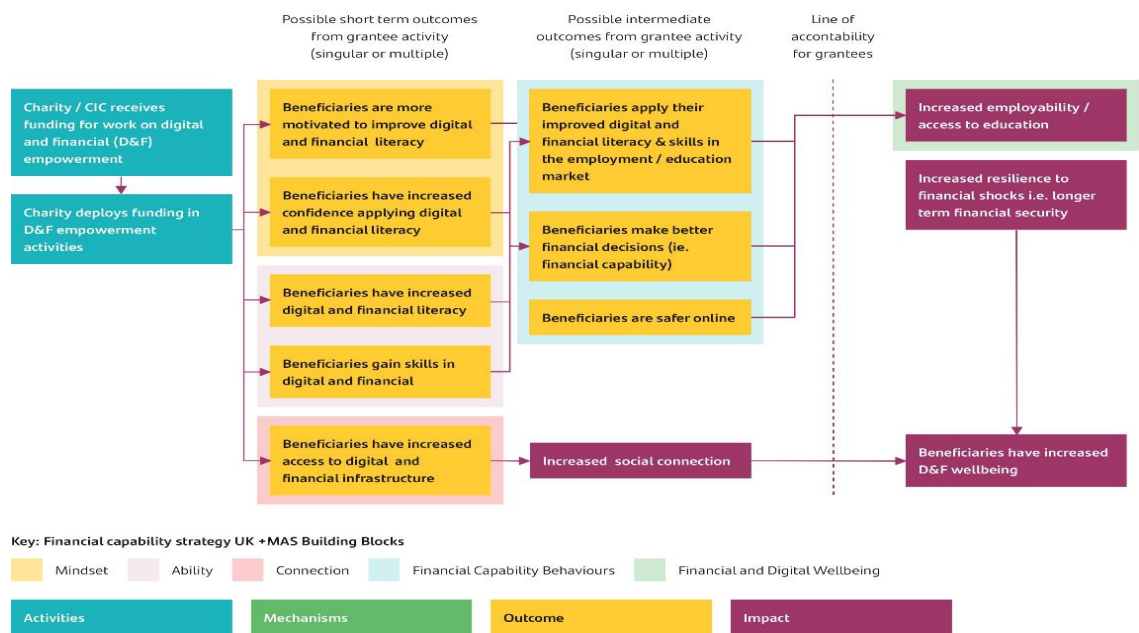 Possible short term outcomes
from grantee activity
(singular or multiple)
Possible intermediate
outcomes from grantee activity
(singular or multiple)
Line of
accontability
for grantees
Charity / CIC receives
funding for work on digital
and financial (D&F)
empowerment
Charity deploys funding in
D&F empowerment
activities
Beneficiaries are more
motivated to improve digital
and financial literacy
Beneficiaries have increased
confidence applying digital
and financial literacy
Beneficiaries have increased
digital and financial literacy
Beneficiaries gain skills in
digital and financial
Beneficiaries have increased
access to digital and
financial infrastructure
Beneficiaries apply their
improved digital and
financial literacy & skills in
the employment / education
market
Beneficiaries make better
financial decisions (ie.
financial capability)
Beneficiaries are safer online
Increased social connection
Increased employability /
access to education
Increased resilience to
financial shocks i.e. longer
term financial security
Beneficiaries have increased
D&F wellbeing
Key: Financial capability strategy UK +MAS Building Blocks
Mindset
Ability
Connection
Financial Capability Behaviours
Financial and Digital Wellbeing
Activities
Mechanisms
Outcome
Impact